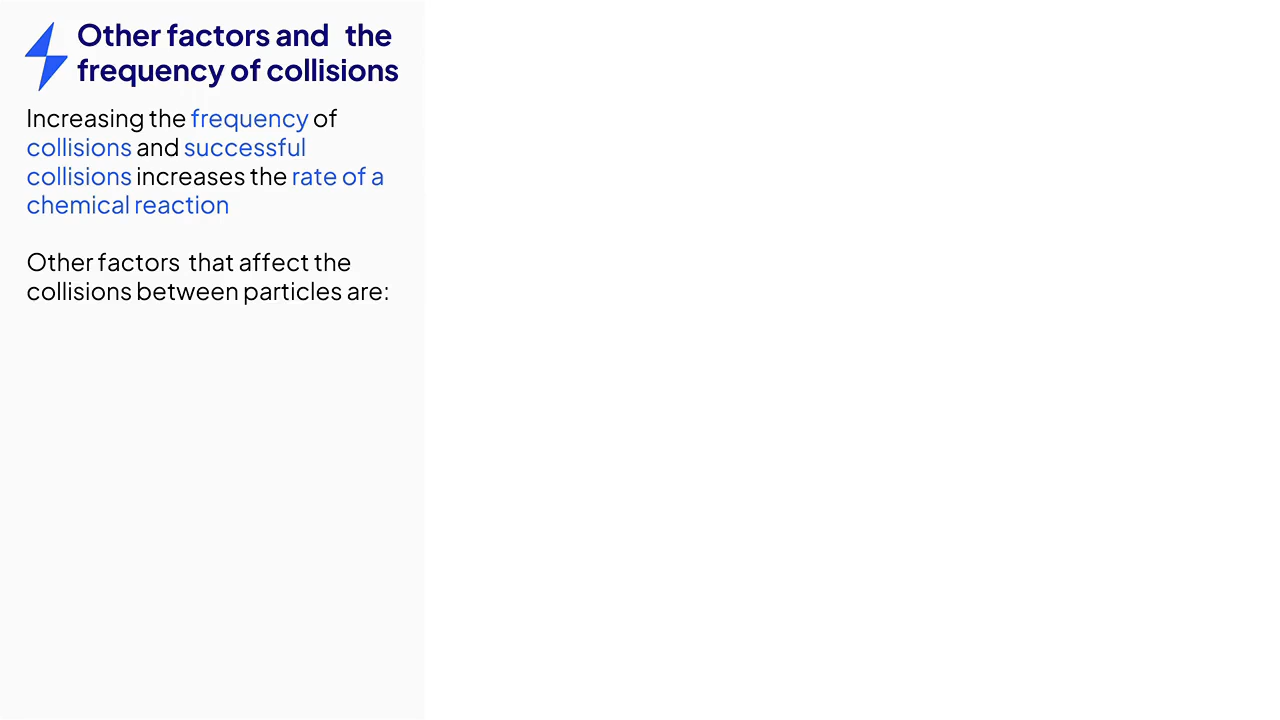 Other factors and the
frequency of collisions
Increasing the frequency of
collisions and successful
collisions increases the rate of a
chemical reaction
Other factors that affect the
collisions between particles are: